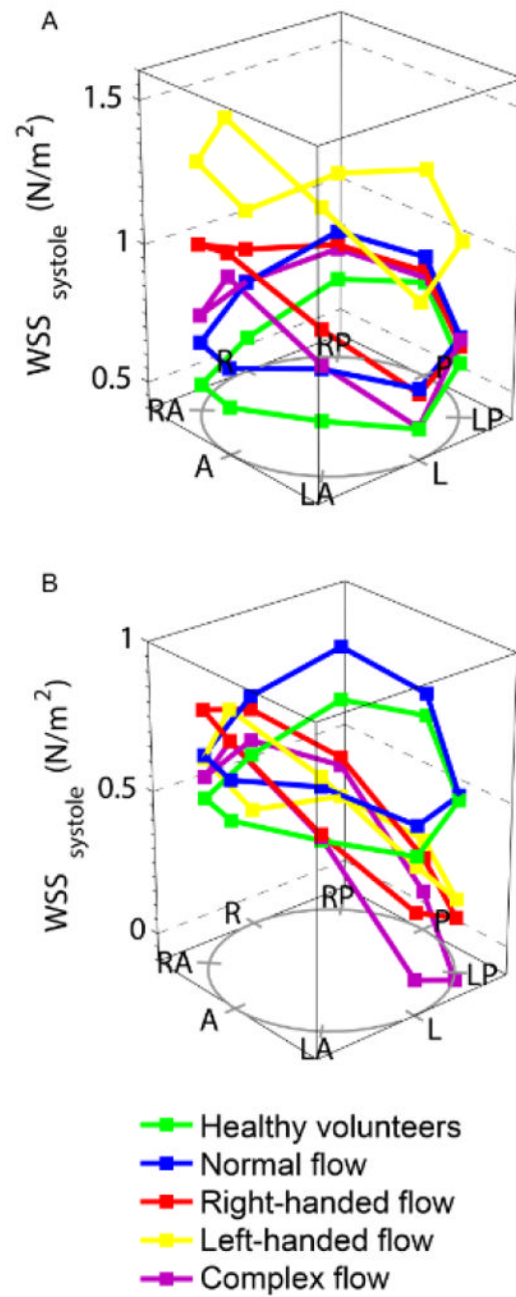 A
WSS systole (N/m²)
1.5
1
0.5
R
RP
P
RA
LP
A
LA
L
B
WSS systole (N/m²)
1
0.5
0
R
RP
P
RA
LP
A
LA
L
Healthy volunteers
Normal flow
Right-handed flow
Left-handed flow
Complex flow